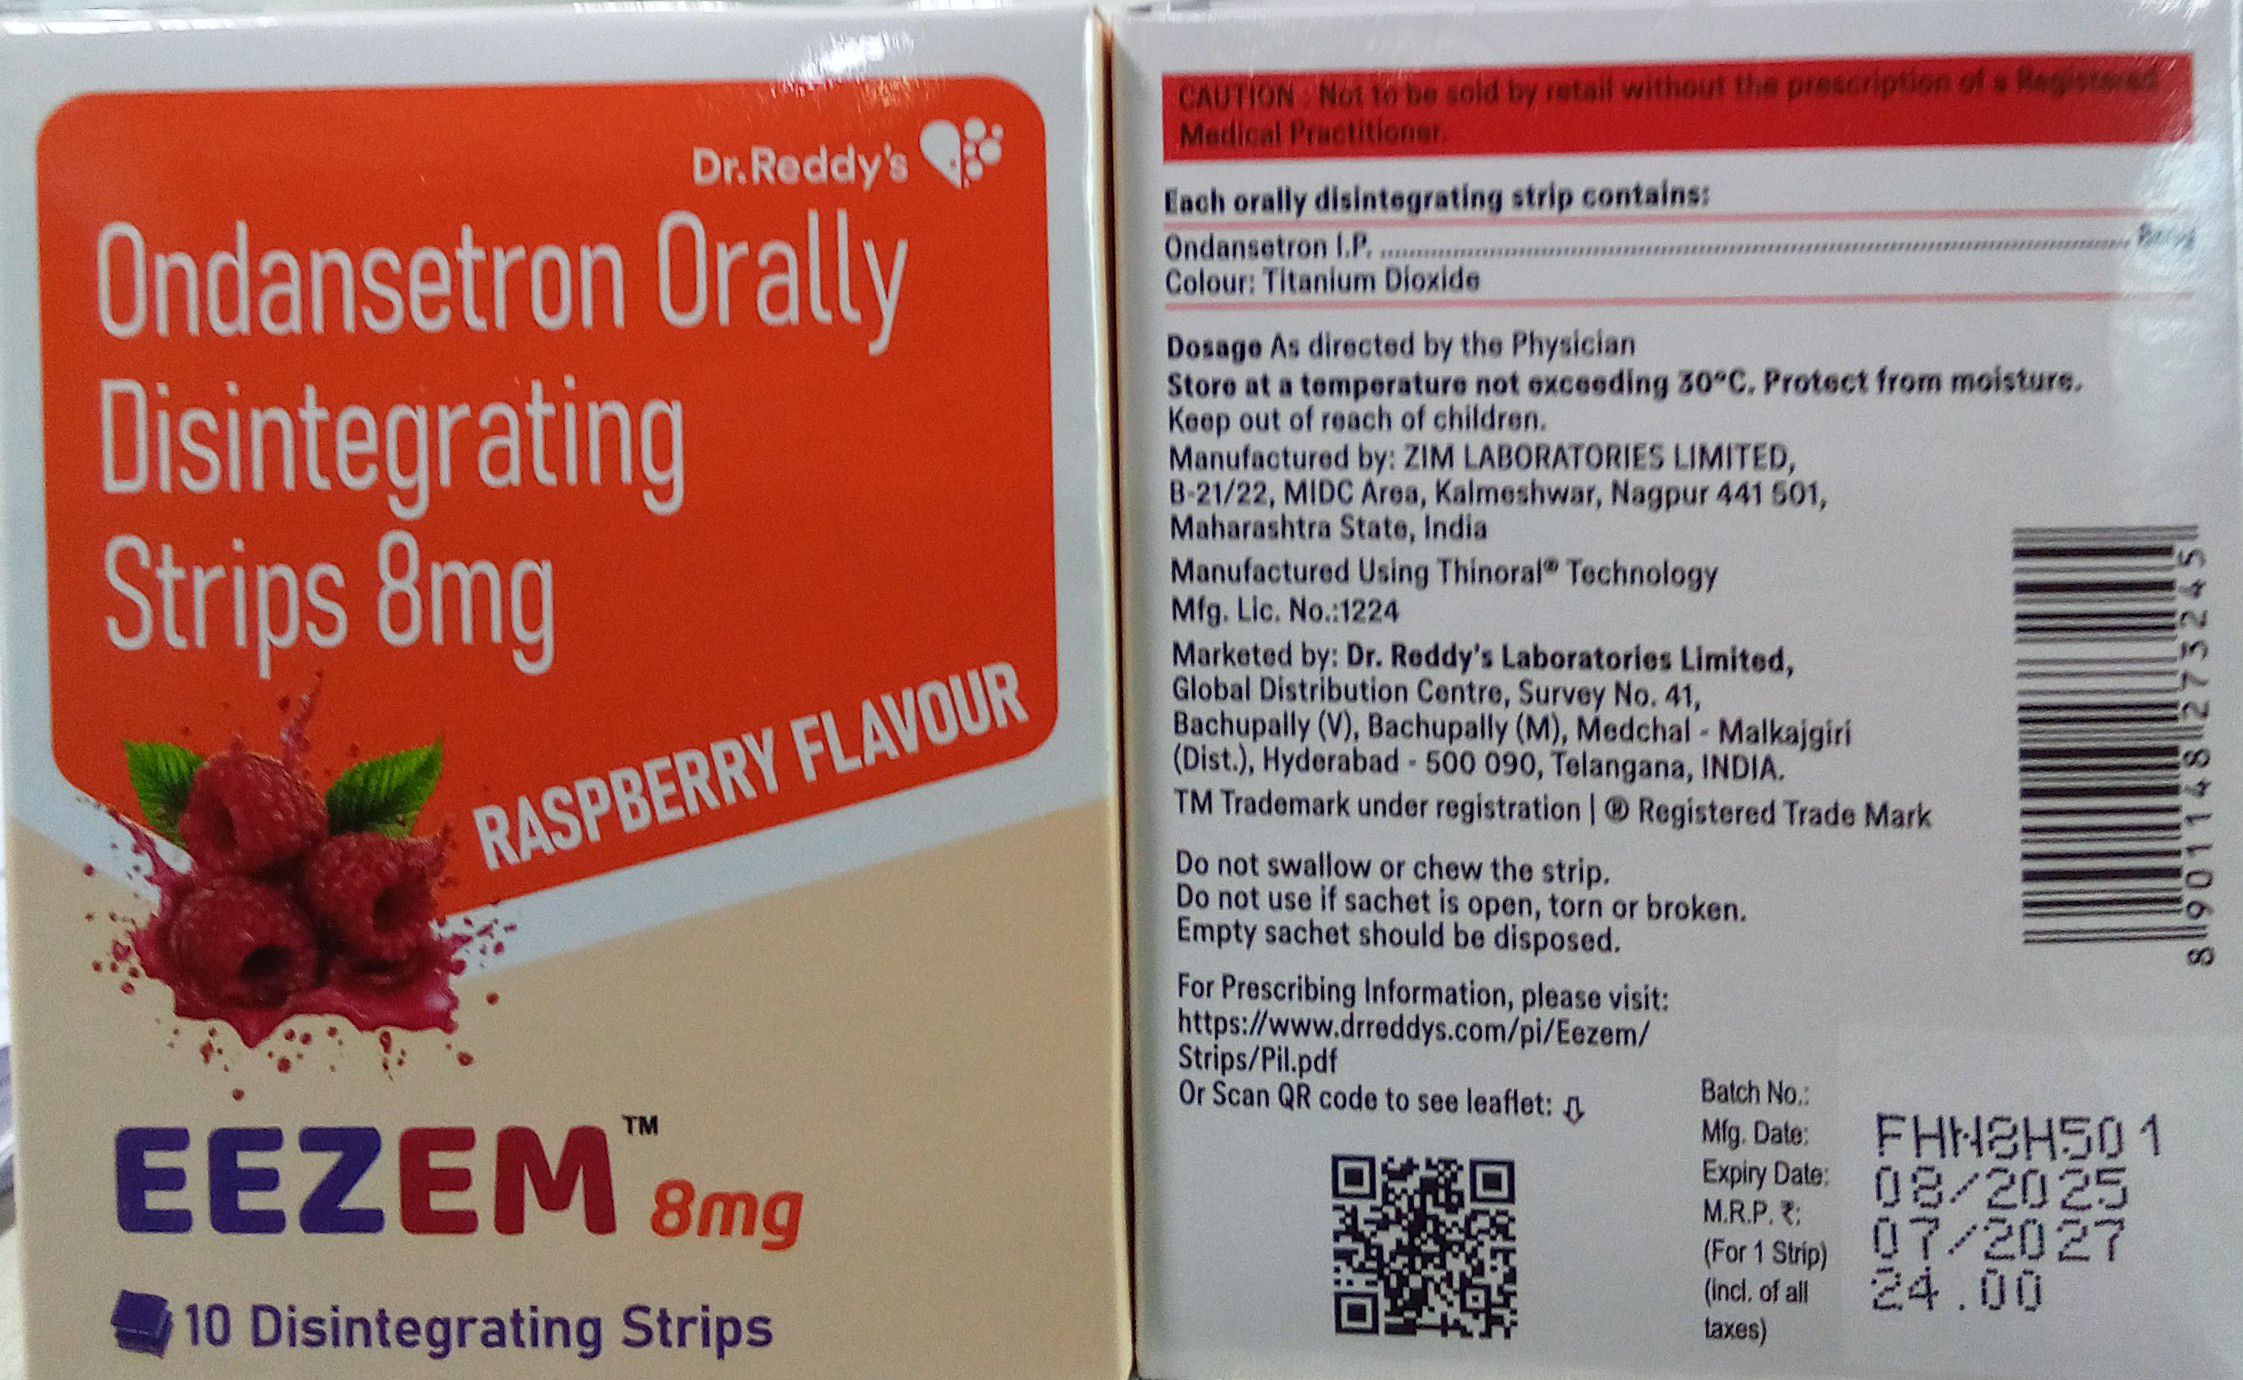 Dr.Reddy's
Ondansetron Orally
Disintegrating
Strips 8mg
RASPBERRY FLAVOUR
EEZEM™ 8mg
10 Disintegrating Strips
CAUTION : Not to be sold by retail without the prescription of a Registered
Medical Practitioner.
Each orally disintegrating strip contains:
Ondansetron I.P. ........................................ 8mg
Colour: Titanium Dioxide
Dosage As directed by the Physician
Store at a temperature not exceeding 30°C. Protect from moisture.
Keep out of reach of children.
Manufactured by: ZIM LABORATORIES LIMITED,
B-21/22, MIDC Area, Kalmeshwar, Nagpur 441 501,
Maharashtra State, India
Manufactured Using Thinoral® Technology
Mfg. Lic. No.:1224
Marketed by: Dr. Reddy's Laboratories Limited,
Global Distribution Centre, Survey No. 41,
Bachupally (V), Bachupally (M), Medchal - Malkajgiri
(Dist.), Hyderabad - 500 090, Telangana, INDIA.
TM Trademark under registration | ® Registered Trade Mark
Do not swallow or chew the strip.
Do not use if sachet is open, torn or broken.
Empty sachet should be disposed.
For Prescribing Information, please visit:
https://www.drreddys.com/pi/Eezem/
Strips/Pil.pdf
Or Scan QR code to see leaflet:
Batch No.:
Mfg. Date:
Expiry Date:
M.R.P. ₹:
(For 1 Strip)
(incl. of all
taxes)
FHN8H501
08/2025
07/2027
24.00
8901148273245